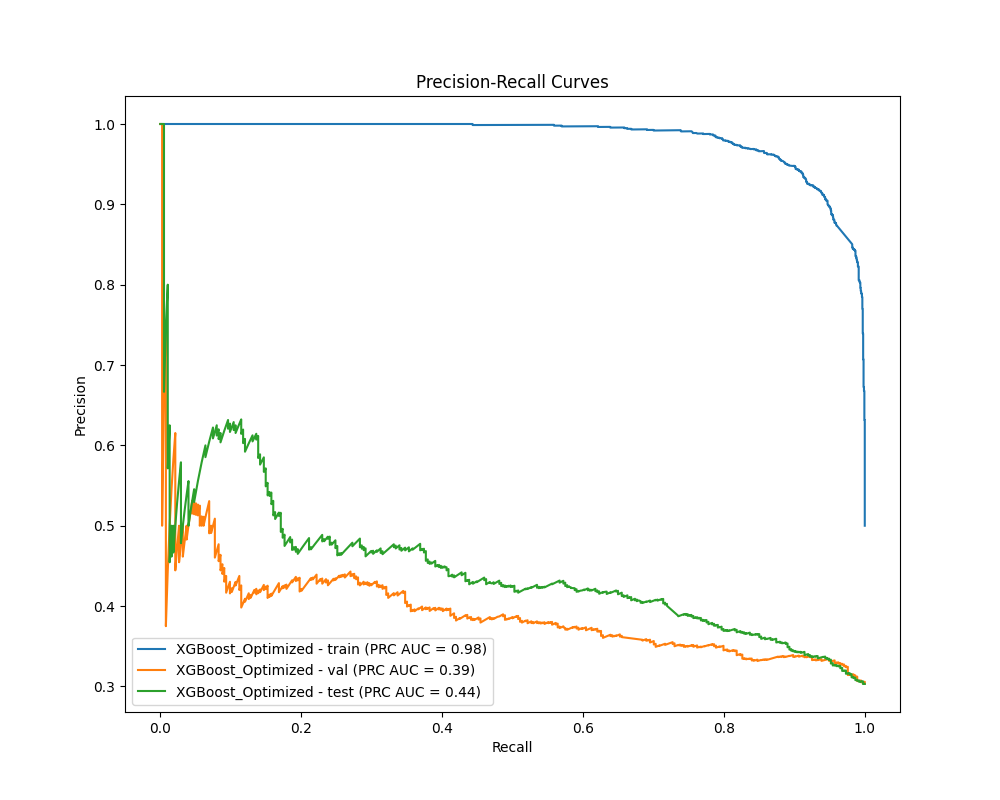 Precision-Recall Curves
Precision
1.0
0.9
0.8
0.7
0.6
0.5
0.4
0.3
XGBoost_Optimized - train (PRC AUC = 0.98)
XGBoost_Optimized - val (PRC AUC = 0.39)
XGBoost_Optimized - test (PRC AUC = 0.44)
0.0 0.2 0.4 0.6 0.8 1.0
Recall